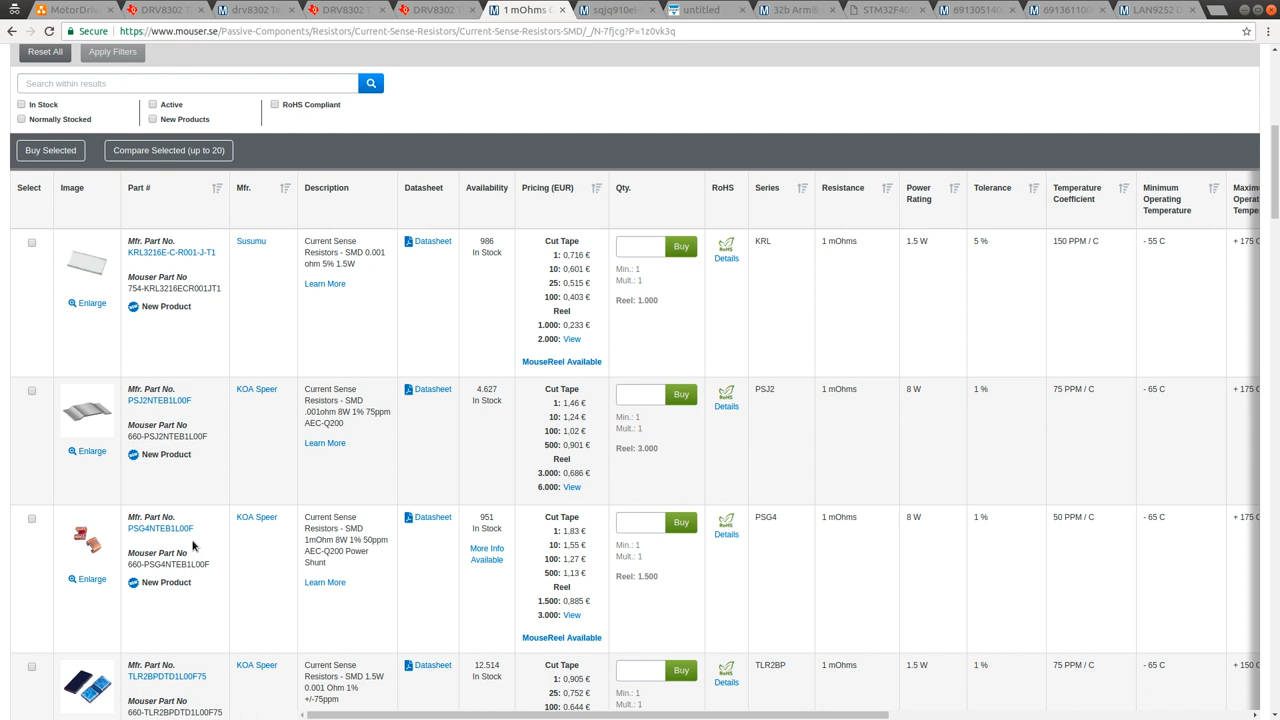 MotorDriv
DRV8302 T
drv8302 Te
DRV8302 T
DRV8302 T
1 mOhms C
sqjq910el
untitled
32b Arm®
STM32F40
691305140
6913611000
LAN9252 D
Secure https://www.mouser.se/Passive-Components/Resistors/Current-Sense-Resistors/Current-Sense-Resistors-SMD/_/N-7fjcg?P=1z0vk3q
Reset All Apply Filters
Search within results
In Stock Active RoHS Compliant
Normally Stocked New Products
Buy Selected Compare Selected (up to 20)
Select Image Part # Mfr. Description Datasheet Availability Pricing (EUR) Qty. RoHS Series Resistance Power Rating Tolerance Temperature Coefficient Minimum Operating Temperature Maximu Operat Tempe
Mfr. Part No.
KRL3216E-C-R001-J-T1
Mouser Part No
754-KRL3216ECR001JT1
New Product
Enlarge
Susumu
Current Sense
Resistors - SMD 0.001
ohm 5% 1.5W
Learn More
Datasheet
986
In Stock
Cut Tape
1: 0,716 €
10: 0,601 €
25: 0,515 €
100: 0,403 €
Reel
1.000: 0,233 €
2.000: View
MouseReel Available
Buy
Min.: 1
Mult.: 1
Reel: 1.000
RoHS
Details
KRL
1 mOhms
1.5 W
5 %
150 PPM / C
- 55 C
+ 175 C
Mfr. Part No.
PSJ2NTEB1L00F
Mouser Part No
660-PSJ2NTEB1L00F
New Product
Enlarge
KOA Speer
Current Sense
Resistors - SMD
.001ohm 8W 1% 75ppm
AEC-Q200
Learn More
Datasheet
4.627
In Stock
Cut Tape
1: 1,46 €
10: 1,24 €
100: 1,02 €
500: 0,901 €
Reel
3.000: 0,686 €
6.000: View
Buy
Min.: 1
Mult.: 1
Reel: 3.000
RoHS
Details
PSJ2
1 mOhms
8 W
1 %
75 PPM / C
- 65 C
+ 175 C
Mfr. Part No.
PSG4NTEB1L00F
Mouser Part No
660-PSG4NTEB1L00F
New Product
Enlarge
KOA Speer
Current Sense
Resistors - SMD
1mOhm 8W 1% 50ppm
AEC-Q200 Power
Shunt
Learn More
Datasheet
951
In Stock
More Info
Available
Cut Tape
1: 1,83 €
10: 1,55 €
100: 1,27 €
500: 1,13 €
Reel
1.500: 0,885 €
3.000: View
MouseReel Available
Buy
Min.: 1
Mult.: 1
Reel: 1.500
RoHS
Details
PSG4
1 mOhms
8 W
1 %
50 PPM / C
- 65 C
+ 175 C
Mfr. Part No.
TLR2BPDTD1L00F75
Mouser Part No
660-TLR2BPDTD1L00F75
KOA Speer
Current Sense
Resistors - SMD 1.5W
0.001 Ohm 1%
+/-75ppm
Datasheet
12.514
In Stock
Cut Tape
1: 0,905 €
25: 0,752 €
100: 0,644 €
Buy
Min.: 1
Mult.: 1
RoHS
Details
TLR2BP
1 mOhms
1.5 W
1 %
75 PPM / C
- 65 C
+ 150 C